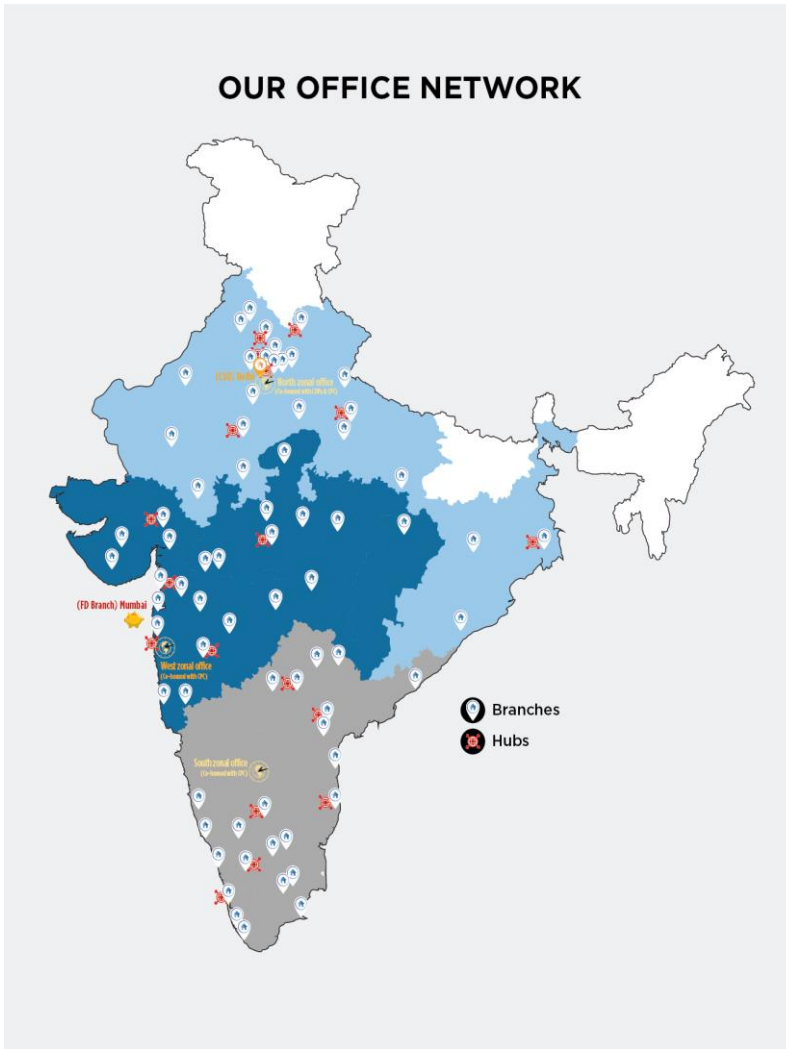 OUR OFFICE NETWORK
North zonal office
(FD Branch) Mumbai
West zonal office
(Co-housed with CPC)
Branches
Hubs
South zonal office
(Co-housed with CPC)